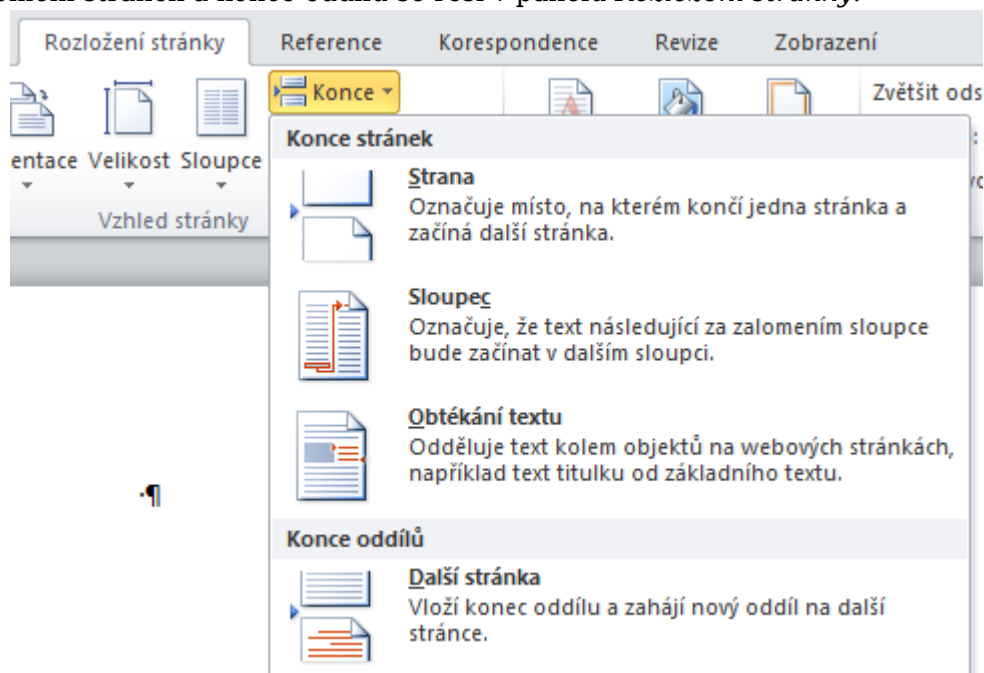 Rozložení stránky Reference Korespondence Revize Zobrazení
Konce Zvětšit ods
entace Velikost Sloupce
Vzhled stránky
Konce stránek
Strana
Označuje místo, na kterém končí jedna stránka a
začíná další stránka.
Sloupec
Označuje, že text následující za zalomením sloupce
bude začínat v dalším sloupci.
Obtékání textu
Odděluje text kolem objektů na webových stránkách,
například text titulku od základního textu.
·¶
Konce oddílů
Další stránka
Vloží konec oddílu a zahájí nový oddíl na další
stránce.